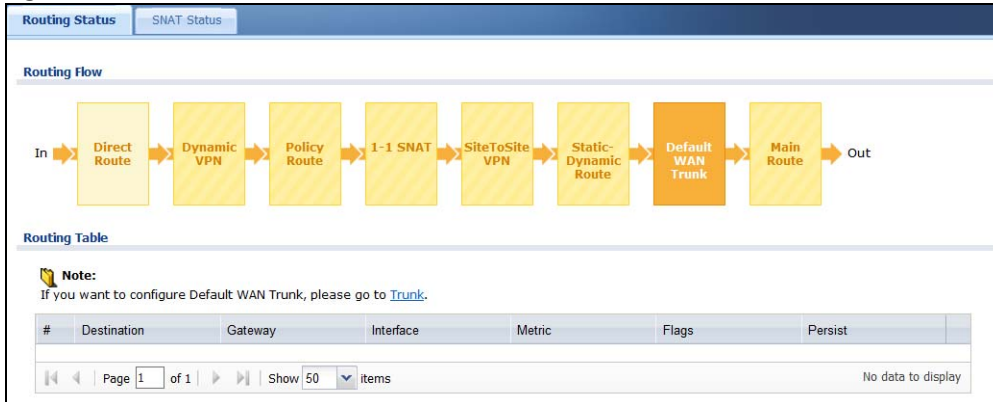 Routing Status
SNAT Status
Routing Flow
In
Direct
Route
Dynamic
VPN
Policy
Route
1-1 SNAT
SiteToSite
VPN
Static-
Dynamic
Route
Default
WAN
Trunk
Main
Route
Out
Routing Table
Note:
If you want to configure Default WAN Trunk, please go to Trunk.
# Destination Gateway Interface Metric Flags Persist
Page 1 of 1 Show 50 items No data to display